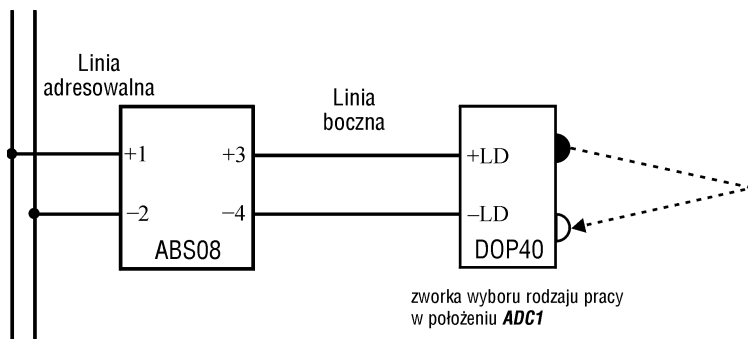 Linia
adresowalna
Linia
boczna
+1
+3
+LD
−2
−4
–LD
ABS08
DOP40
zworka wyboru rodzaju pracy
w położeniu ADC1